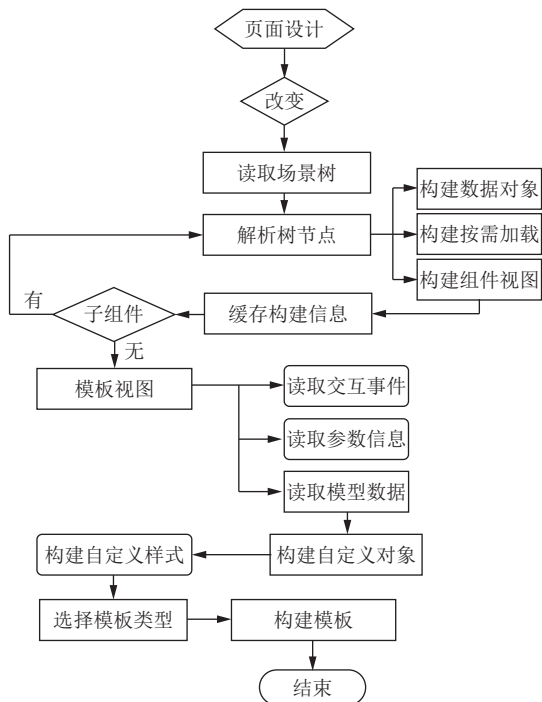 页面设计
改变
读取场景树
构建数据对象
解析树节点
构建按需加载
构建组件视图
有
子组件
缓存构建信息
无
模板视图
读取交互事件
读取参数信息
读取模型数据
构建自定义样式
构建自定义对象
选择模板类型
构建模板
结束